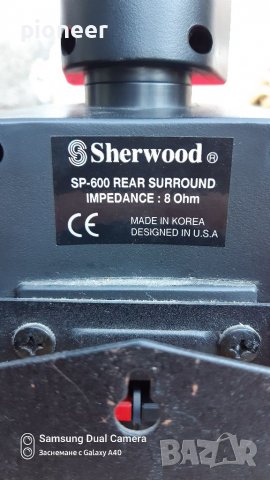 pioneer
S Sherwood ®
SP-600 REAR SURROUND
IMPEDANCE : 8 Ohm
CE
MADE IN KOREA
DESIGNED IN U.S.A
Samsung Dual Camera
Заснемане с Galaxy A40
BAZAR